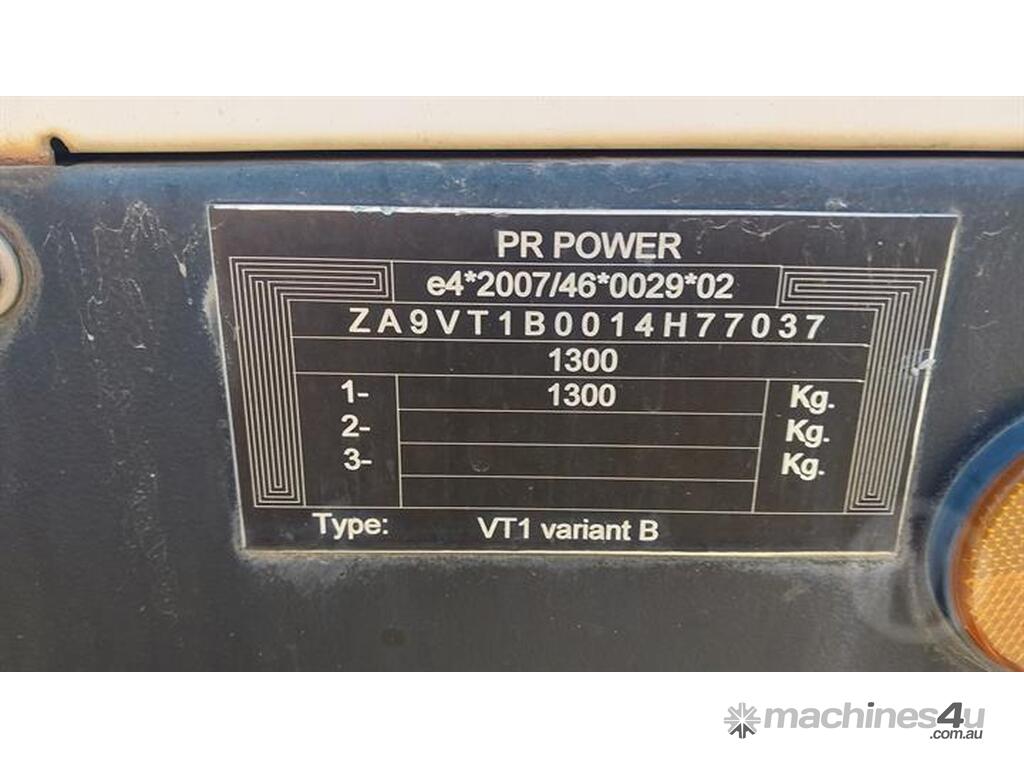 PR POWER
e4*2007/46*0029*02
ZA9VT1B0014H77037
1300
1- 1300 Kg.
2- Kg.
3- Kg.
Type: VT1 variant B
machines4u
.com.au